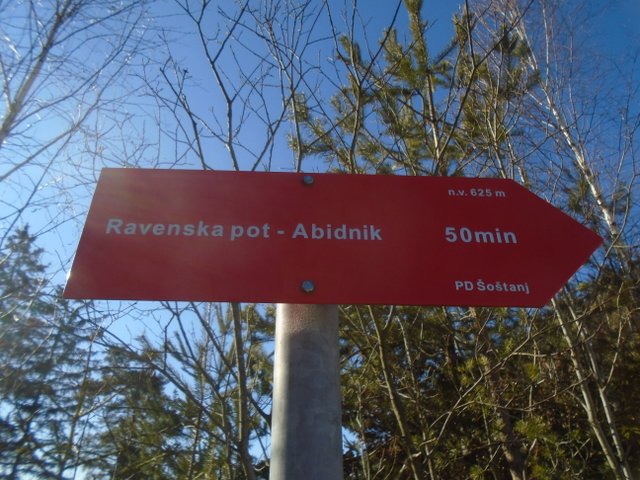 n.v. 625 m
Ravenska pot - Abidnik 50min
PD Šoštanj